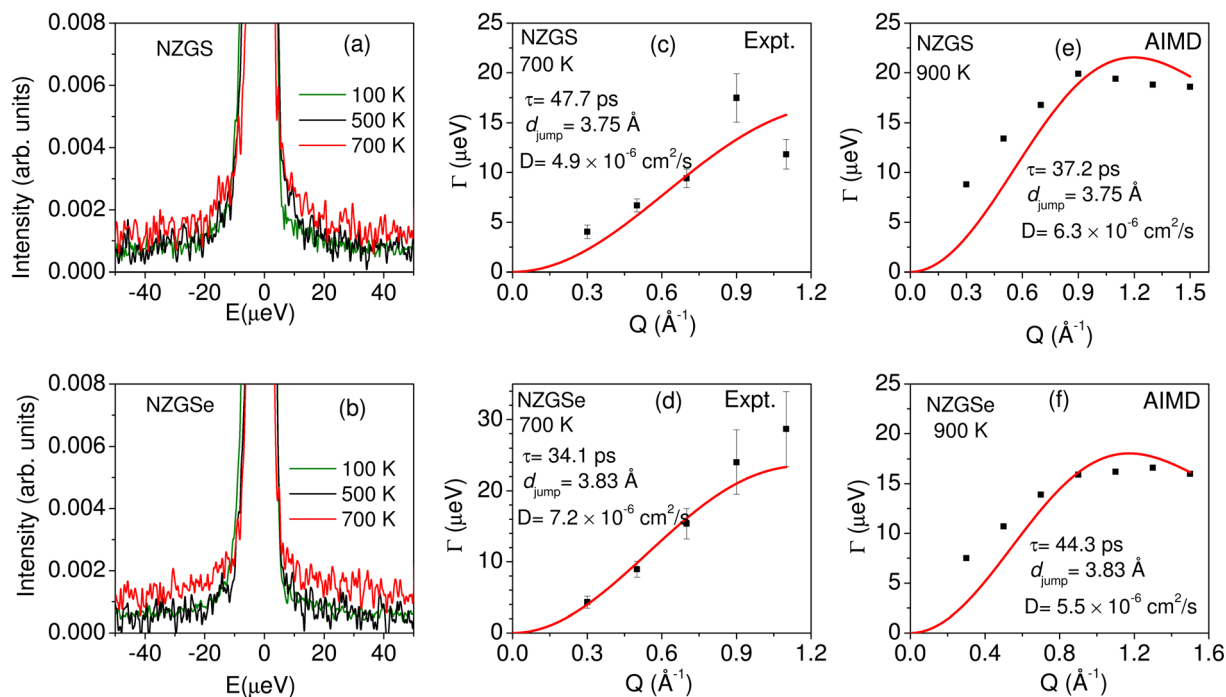 NZGS
(a)
100 K
500 K
700 K
Intensity (arb. units)
0.008
0.006
0.004
0.002
0.000
-40 -20 0 20 40
E(μeV)
NZGS
(c)
Expt.
700 K
τ= 47.7 ps
d_jump= 3.75 Å
D= 4.9 × 10⁻⁶ cm²/s
Γ (μeV)
25
20
15
10
5
0
0.0 0.3 0.6 0.9 1.2
Q (Å⁻¹)
NZGS
(e)
AIMD
900 K
τ= 37.2 ps
d_jump= 3.75 Å
D= 6.3 × 10⁻⁶ cm²/s
Γ (μeV)
25
20
15
10
5
0
0.0 0.3 0.6 0.9 1.2 1.5
Q (Å⁻¹)
NZGSe
(b)
100 K
500 K
700 K
Intensity (arb. units)
0.008
0.006
0.004
0.002
0.000
-40 -20 0 20 40
E(μeV)
NZGSe
(d)
Expt.
700 K
τ= 34.1 ps
d_jump= 3.83 Å
D= 7.2 × 10⁻⁶ cm²/s
Γ (μeV)
30
20
10
0
0.0 0.3 0.6 0.9 1.2
Q (Å⁻¹)
NZGSe
(f)
AIMD
900 K
τ= 44.3 ps
d_jump= 3.83 Å
D= 5.5 × 10⁻⁶ cm²/s
Γ (μeV)
25
20
15
10
5
0
0.0 0.4 0.8 1.2 1.6
Q (Å⁻¹)